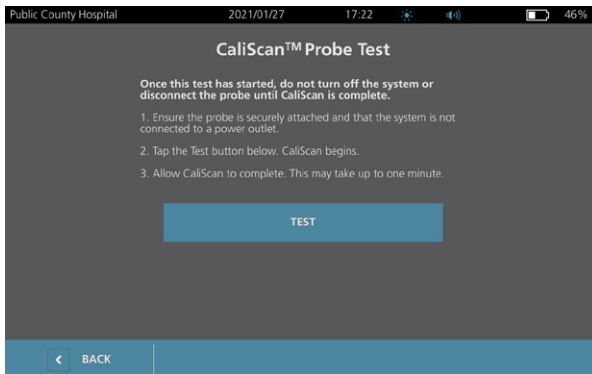 Public County Hospital 2021/01/27 17:22 46%
CaliScan™ Probe Test
Once this test has started, do not turn off the system or
disconnect the probe until CaliScan is complete.
1. Ensure the probe is securely attached and that the system is not
connected to a power outlet.
2. Tap the Test button below. CaliScan begins.
3. Allow CaliScan to complete. This may take up to one minute.
TEST
BACK